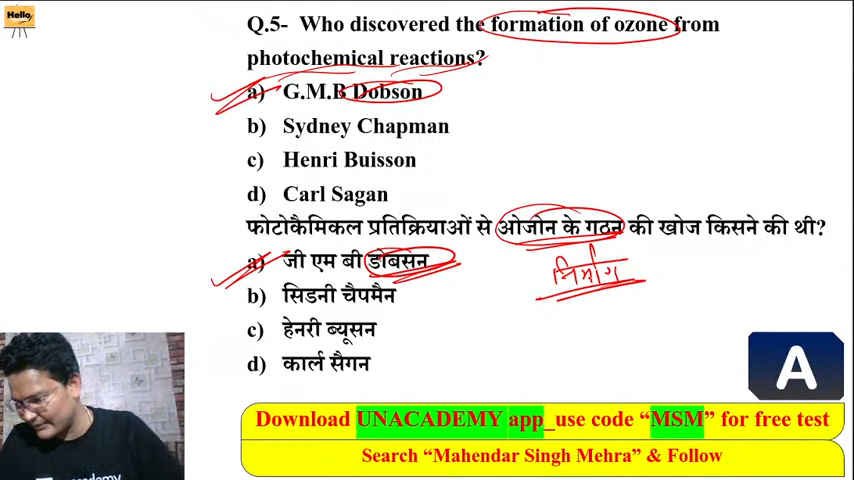 Hello
Q.5- Who discovered the formation of ozone from
photochemical reactions?
a) G.M.B Dobson
b) Sydney Chapman
c) Henri Buisson
d) Carl Sagan
फोटोकैमिकल प्रतिक्रियाओं से ओजोन के गठन की खोज किसने की थी?
a) जी एम बी डोबसेन
निर्माण
b) सिडनी चैपमैन
c) हेनरी ब्यूसन
d) कार्ल सैगन
A
academy
Download UNACADEMY app_use code “MSM” for free test
Search “Mahendar Singh Mehra” & Follow